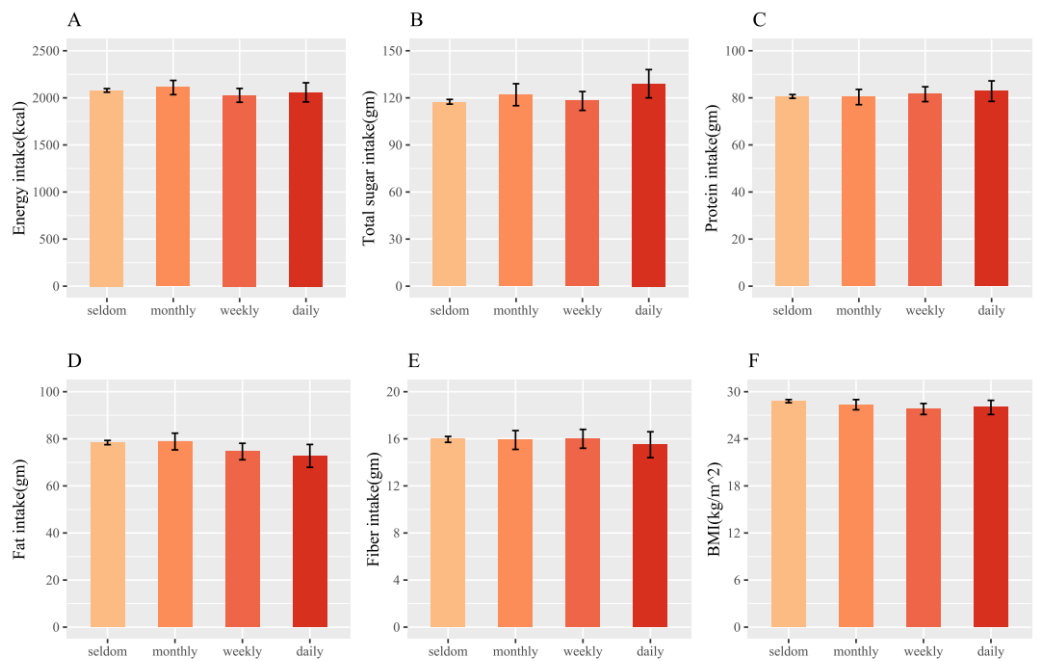 A
Energy intake(kcal)
2500
2000
1500
1000
500
0
seldom monthly weekly daily
B
Total sugar intake(gm)
150
120
90
60
30
0
seldom monthly weekly daily
C
Protein intake(gm)
100
80
60
40
20
0
seldom monthly weekly daily
D
Fat intake(gm)
100
80
60
40
20
0
seldom monthly weekly daily
E
Fiber intake(gm)
20
16
12
8
4
0
seldom monthly weekly daily
F
BMI(kg/m^2)
30
24
18
12
6
0
seldom monthly weekly daily